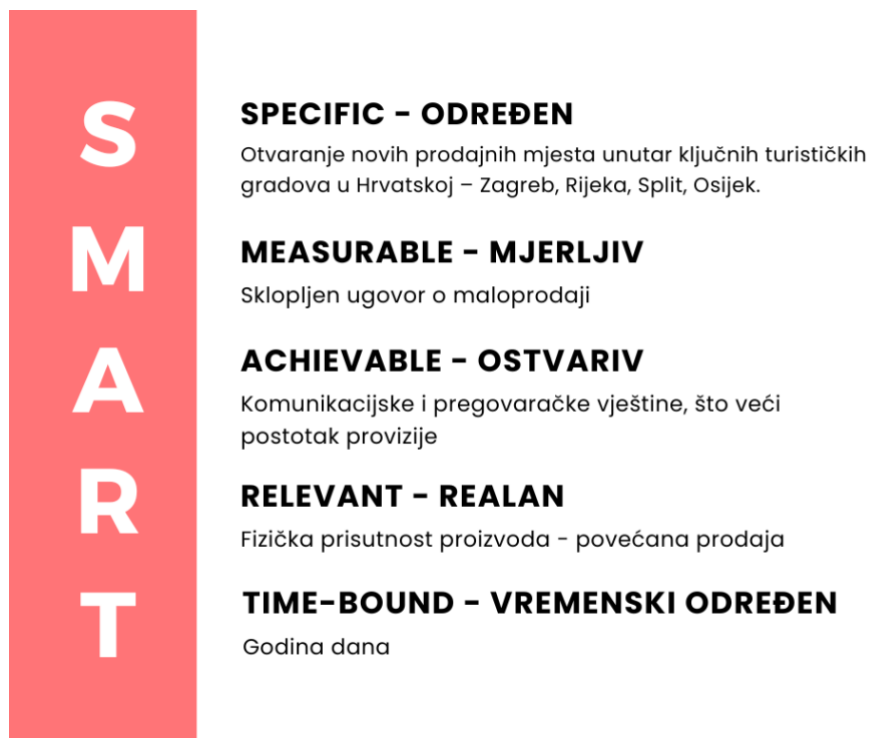 S
SPECIFIC - ODREĐEN
Otvaranje novih prodajnih mjesta unutar ključnih turističkih
gradova u Hrvatskoj – Zagreb, Rijeka, Split, Osijek.
M
MEASURABLE - MJERLJIV
Sklopljen ugovor o maloprodaji
A
ACHIEVABLE - OSTVARIV
Komunikacijske i pregovaračke vještine, što veći
postotak provizije
R
RELEVANT - REALAN
Fizička prisutnost proizvoda - povećana prodaja
T
TIME-BOUND - VREMENSKI ODREĐEN
Godina dana